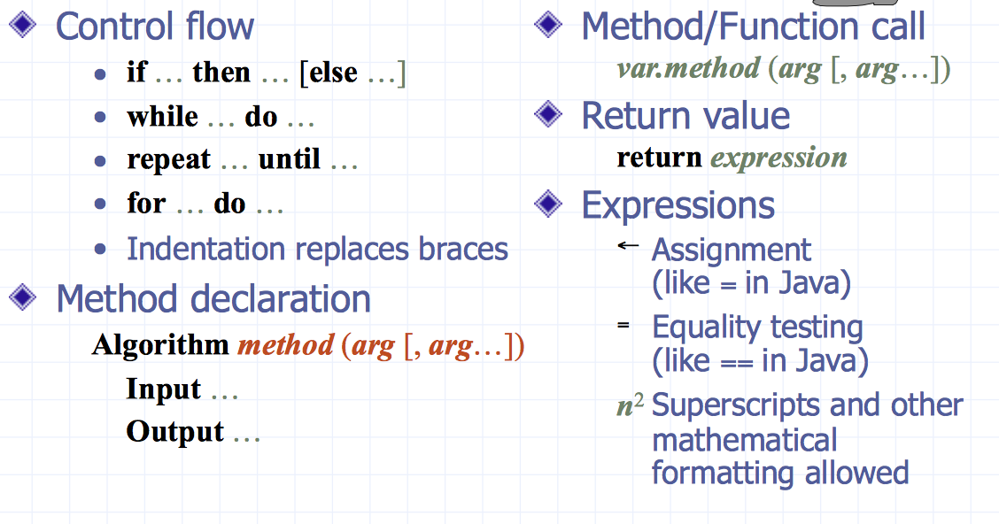 Control flow
if … then … [else …]
while … do …
repeat … until …
for … do …
Indentation replaces braces
Method declaration
Algorithm method (arg [, arg…])
Input …
Output …
Method/Function call
var.method (arg [, arg…])
Return value
return expression
Expressions
← Assignment
(like = in Java)
= Equality testing
(like == in Java)
n² Superscripts and other
mathematical
formatting allowed